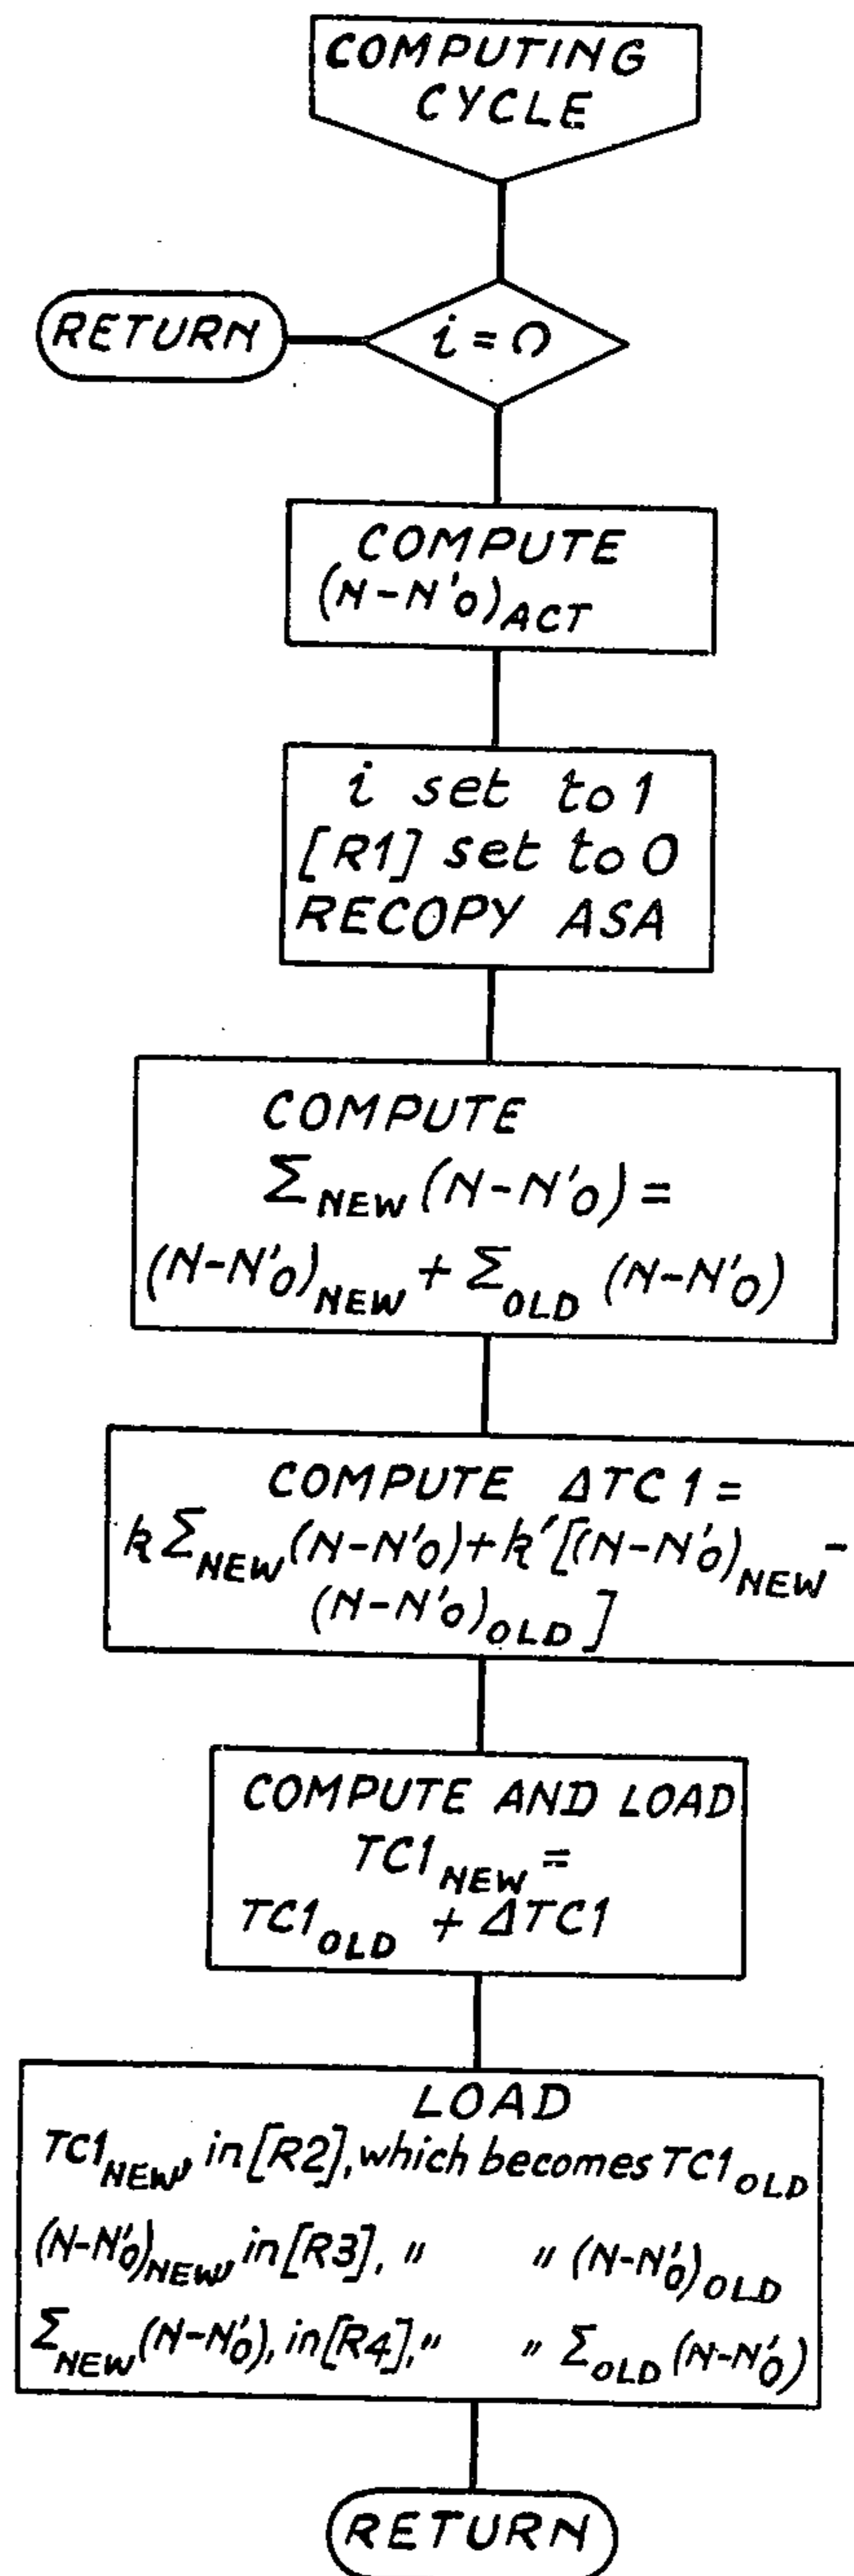 COMPUTING
CYCLE
RETURN
i = 0
COMPUTE
(N-N'0)ACT
i set to 1
[R1] set to 0
RECOPY ASA
COMPUTE
ΣNEW (N-N'0) =
(N-N'0)NEW + ΣOLD (N-N'0)
COMPUTE ΔTC1 =
kΣNEW(N-N'0)+k'[(N-N'0)NEW-
(N-N'0)OLD]
COMPUTE AND LOAD
TC1NEW =
TC1OLD + ΔTC1
LOAD
TC1NEW, in [R2], which becomes TC1OLD
(N-N'0)NEW, in [R3], " " (N-N'0)OLD
ΣNEW (N-N'0), in [R4], " " ΣOLD (N-N'0)
RETURN